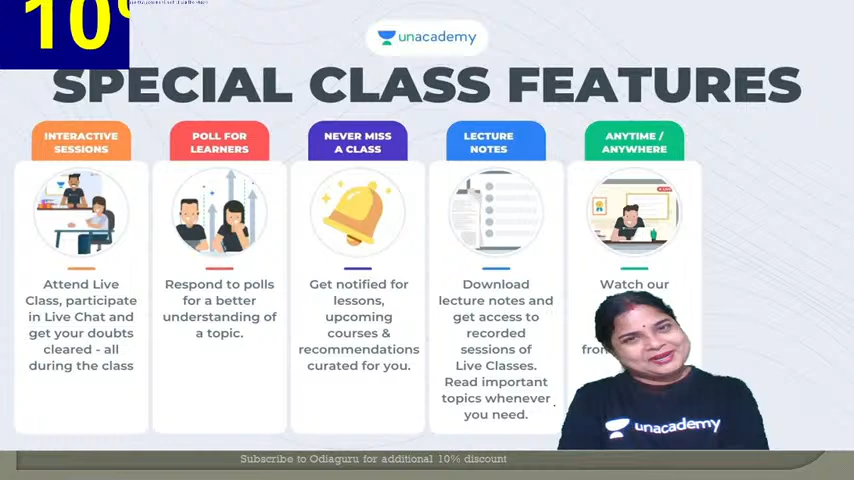 10%
unacademy
SPECIAL CLASS FEATURES
INTERACTIVE
SESSIONS
Attend Live
Class, participate
in Live Chat and
get your doubts
cleared - all
during the class
POLL FOR
LEARNERS
Respond to polls
for a better
understanding of
a topic.
NEVER MISS
A CLASS
Get notified for
lessons,
upcoming
courses &
recommendations
curated for you.
LECTURE
NOTES
Download
lecture notes and
get access to
recorded
sessions of
Live Classes.
Read important
topics whenever
you need.
ANYTIME /
ANYWHERE
Watch our
unacademy
Subscribe to Odiaguru for additional 10% discount